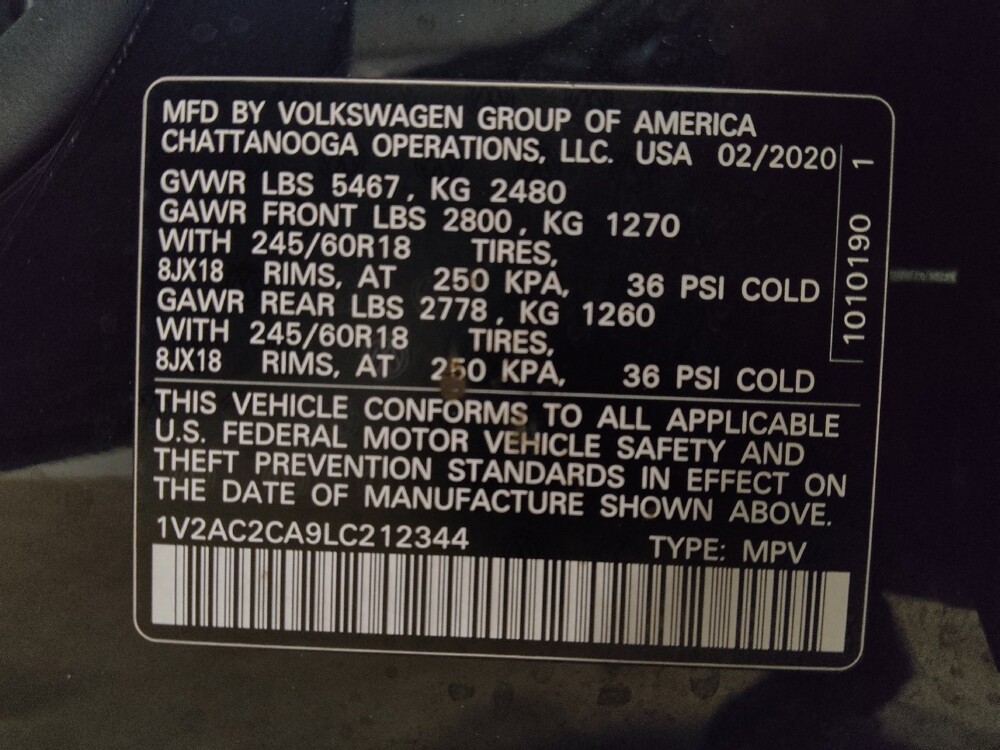 MFD BY VOLKSWAGEN GROUP OF AMERICA
CHATTANOOGA OPERATIONS, LLC. USA 02/2020
GVWR LBS 5467, KG 2480
GAWR FRONT LBS 2800, KG 1270
WITH 245/60R18 TIRES,
8JX18 RIMS, AT 250 KPA, 36 PSI COLD
GAWR REAR LBS 2778, KG 1260
WITH 245/60R18 TIRES,
8JX18 RIMS, AT 250 KPA, 36 PSI COLD
1010190 1
THIS VEHICLE CONFORMS TO ALL APPLICABLE
U.S. FEDERAL MOTOR VEHICLE SAFETY AND
THEFT PREVENTION STANDARDS IN EFFECT ON
THE DATE OF MANUFACTURE SHOWN ABOVE.
1V2AC2CA9LC212344 TYPE: MPV